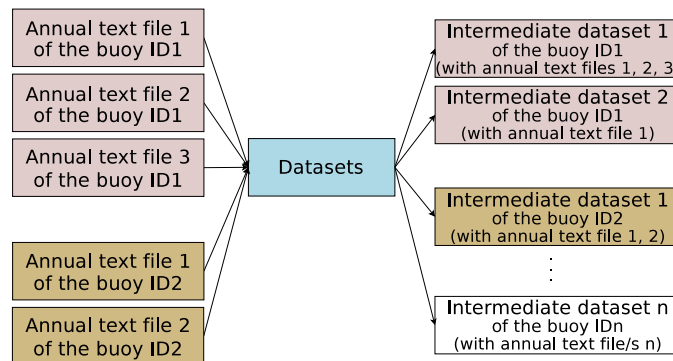 Annual text file 1
of the buoy ID1
Annual text file 2
of the buoy ID1
Annual text file 3
of the buoy ID1
Annual text file 1
of the buoy ID2
Annual text file 2
of the buoy ID2
Datasets
Intermediate dataset 1
of the buoy ID1
(with annual text files 1, 2, 3
Intermediate dataset 2
of the buoy ID1
(with annual text file 1)
Intermediate dataset 1
of the buoy ID2
(with annual text file 1, 2)
Intermediate dataset n
of the buoy IDn
(with annual text file/s n)